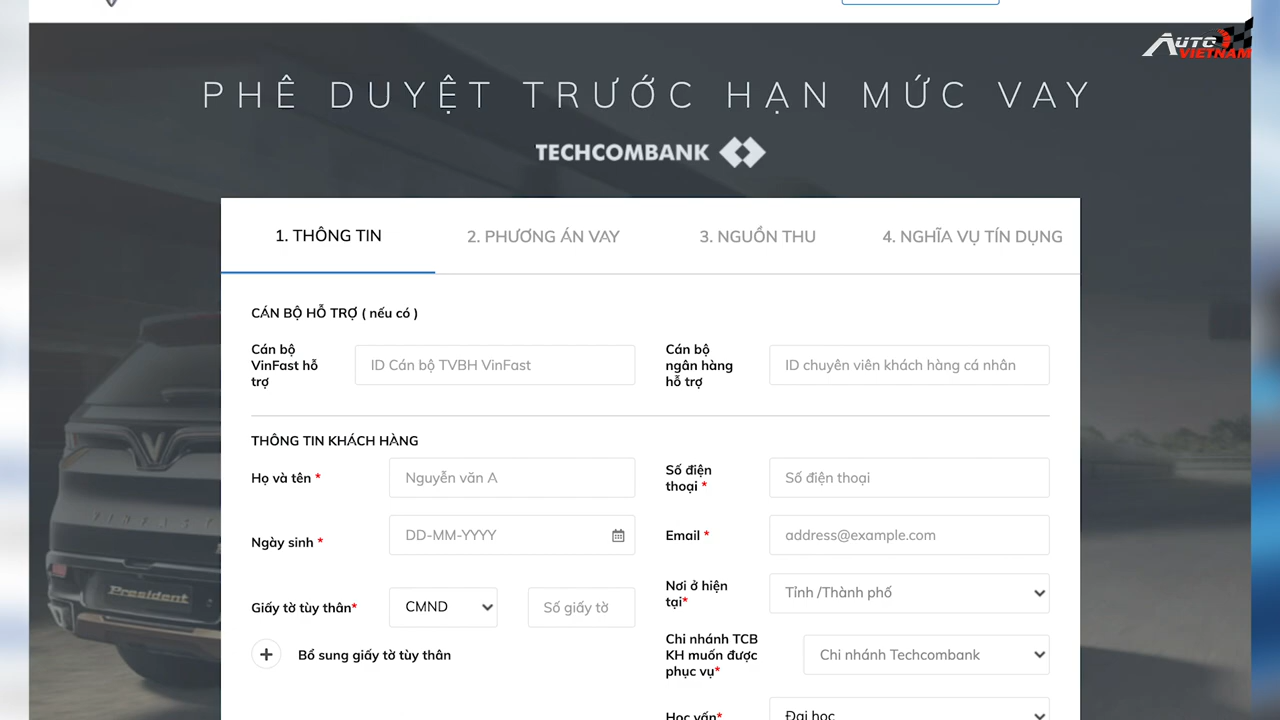 AUTO
VIETNAM
PHÊ DUYỆT TRƯỚC HẠN MỨC VAY
TECHCOMBANK
1. THÔNG TIN
2. PHƯƠNG ÁN VAY
3. NGUỒN THU
4. NGHĨA VỤ TÍN DỤNG
CÁN BỘ HỖ TRỢ ( nếu có )
Cán bộ
VinFast hỗ
trợ
ID Cán bộ TVBH VinFast
Cán bộ
ngân hàng
hỗ trợ
ID chuyên viên khách hàng cá nhân
THÔNG TIN KHÁCH HÀNG
Họ và tên *
Nguyễn văn A
Số điện
thoại *
Số điện thoại
Ngày sinh *
DD-MM-YYYY
Email *
address@example.com
Nơi ở hiện
tại*
Tỉnh /Thành phố
Giấy tờ tùy thân*
CMND
Số giấy tờ
Bổ sung giấy tờ tùy thân
Chi nhánh TCB
KH muốn được
phục vụ*
Chi nhánh Techcombank
Học vấn*
Đại học
VINFAST
President